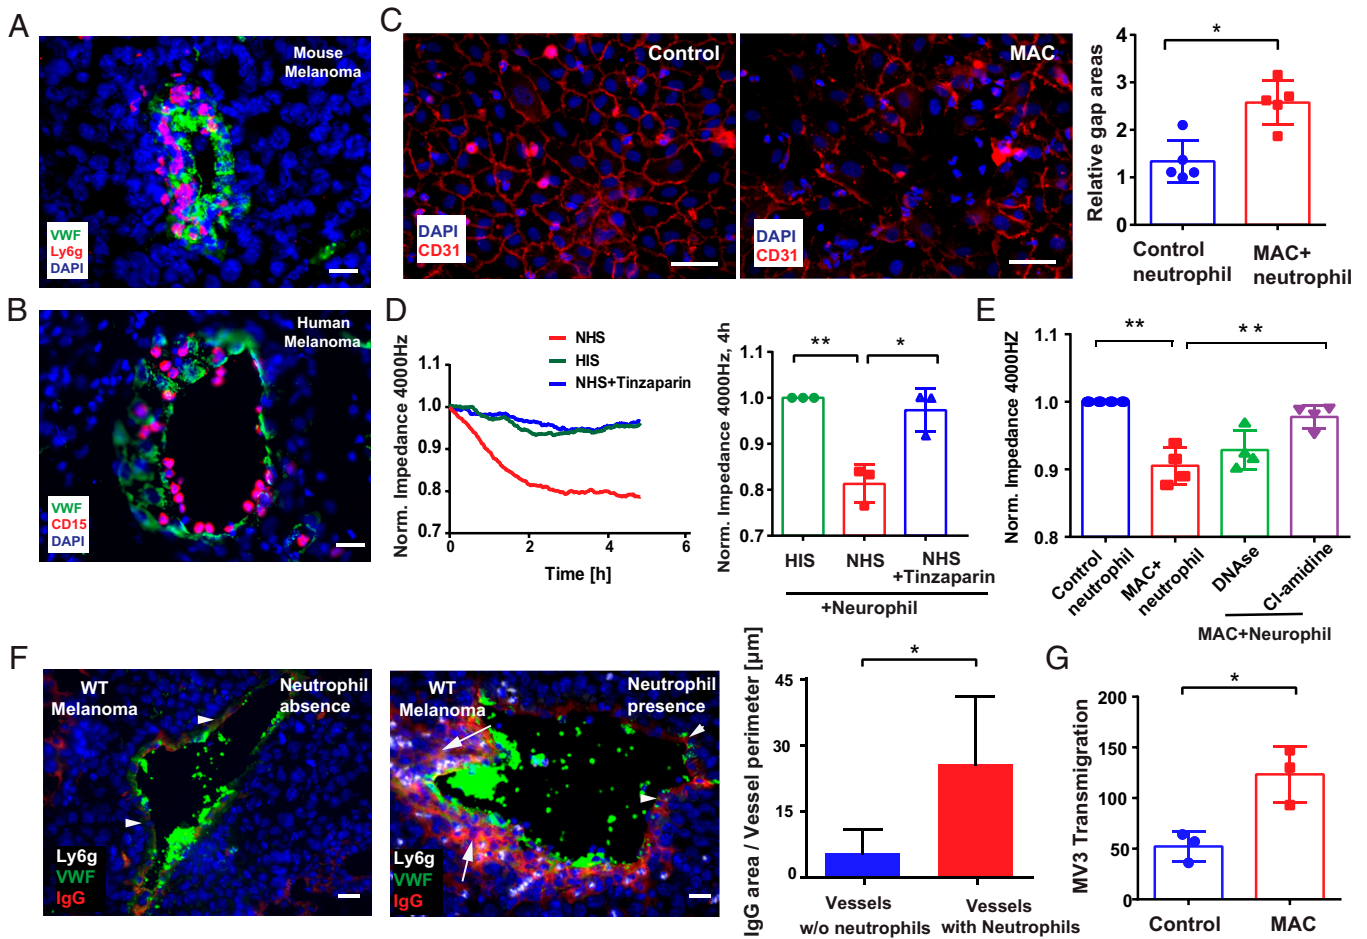 A
Mouse
Melanoma
VWF
Ly6g
DAPI
B
Human
Melanoma
VWF
CD15
DAPI
C
Control
DAPI
CD31
MAC
DAPI
CD31
Relative gap areas
4
3
2
1
0
*
Control
neutrophil
MAC+
neutrophil
D
NHS
HIS
NHS+Tinzaparin
Norm. Impedance 4000Hz
1.1
1.0
0.9
0.8
0.7
0
2
4
6
Time [h]
Norm. Impedance 4000Hz, 4h
1.1
1.0
0.9
0.8
0.7
**
*
HIS
NHS
NHS
+Tinzaparin
+Neurophil
E
Norm. Impedance 4000HZ
1.1
1.0
0.9
0.8
**
**
Control
neutrophil
MAC+
neutrophil
DNAse
Cl-amidine
MAC+Neurophil
F
WT
Melanoma
Neutrophil
absence
Ly6g
VWF
IgG
WT
Melanoma
Neutrophil
presence
Ly6g
VWF
IgG
IgG area / Vessel perimeter [µm]
45
30
15
0
*
Vessels
w/o neutrophils
Vessels
with Neutrophils
G
MV3 Transmigration
200
150
100
50
0
*
Control
MAC